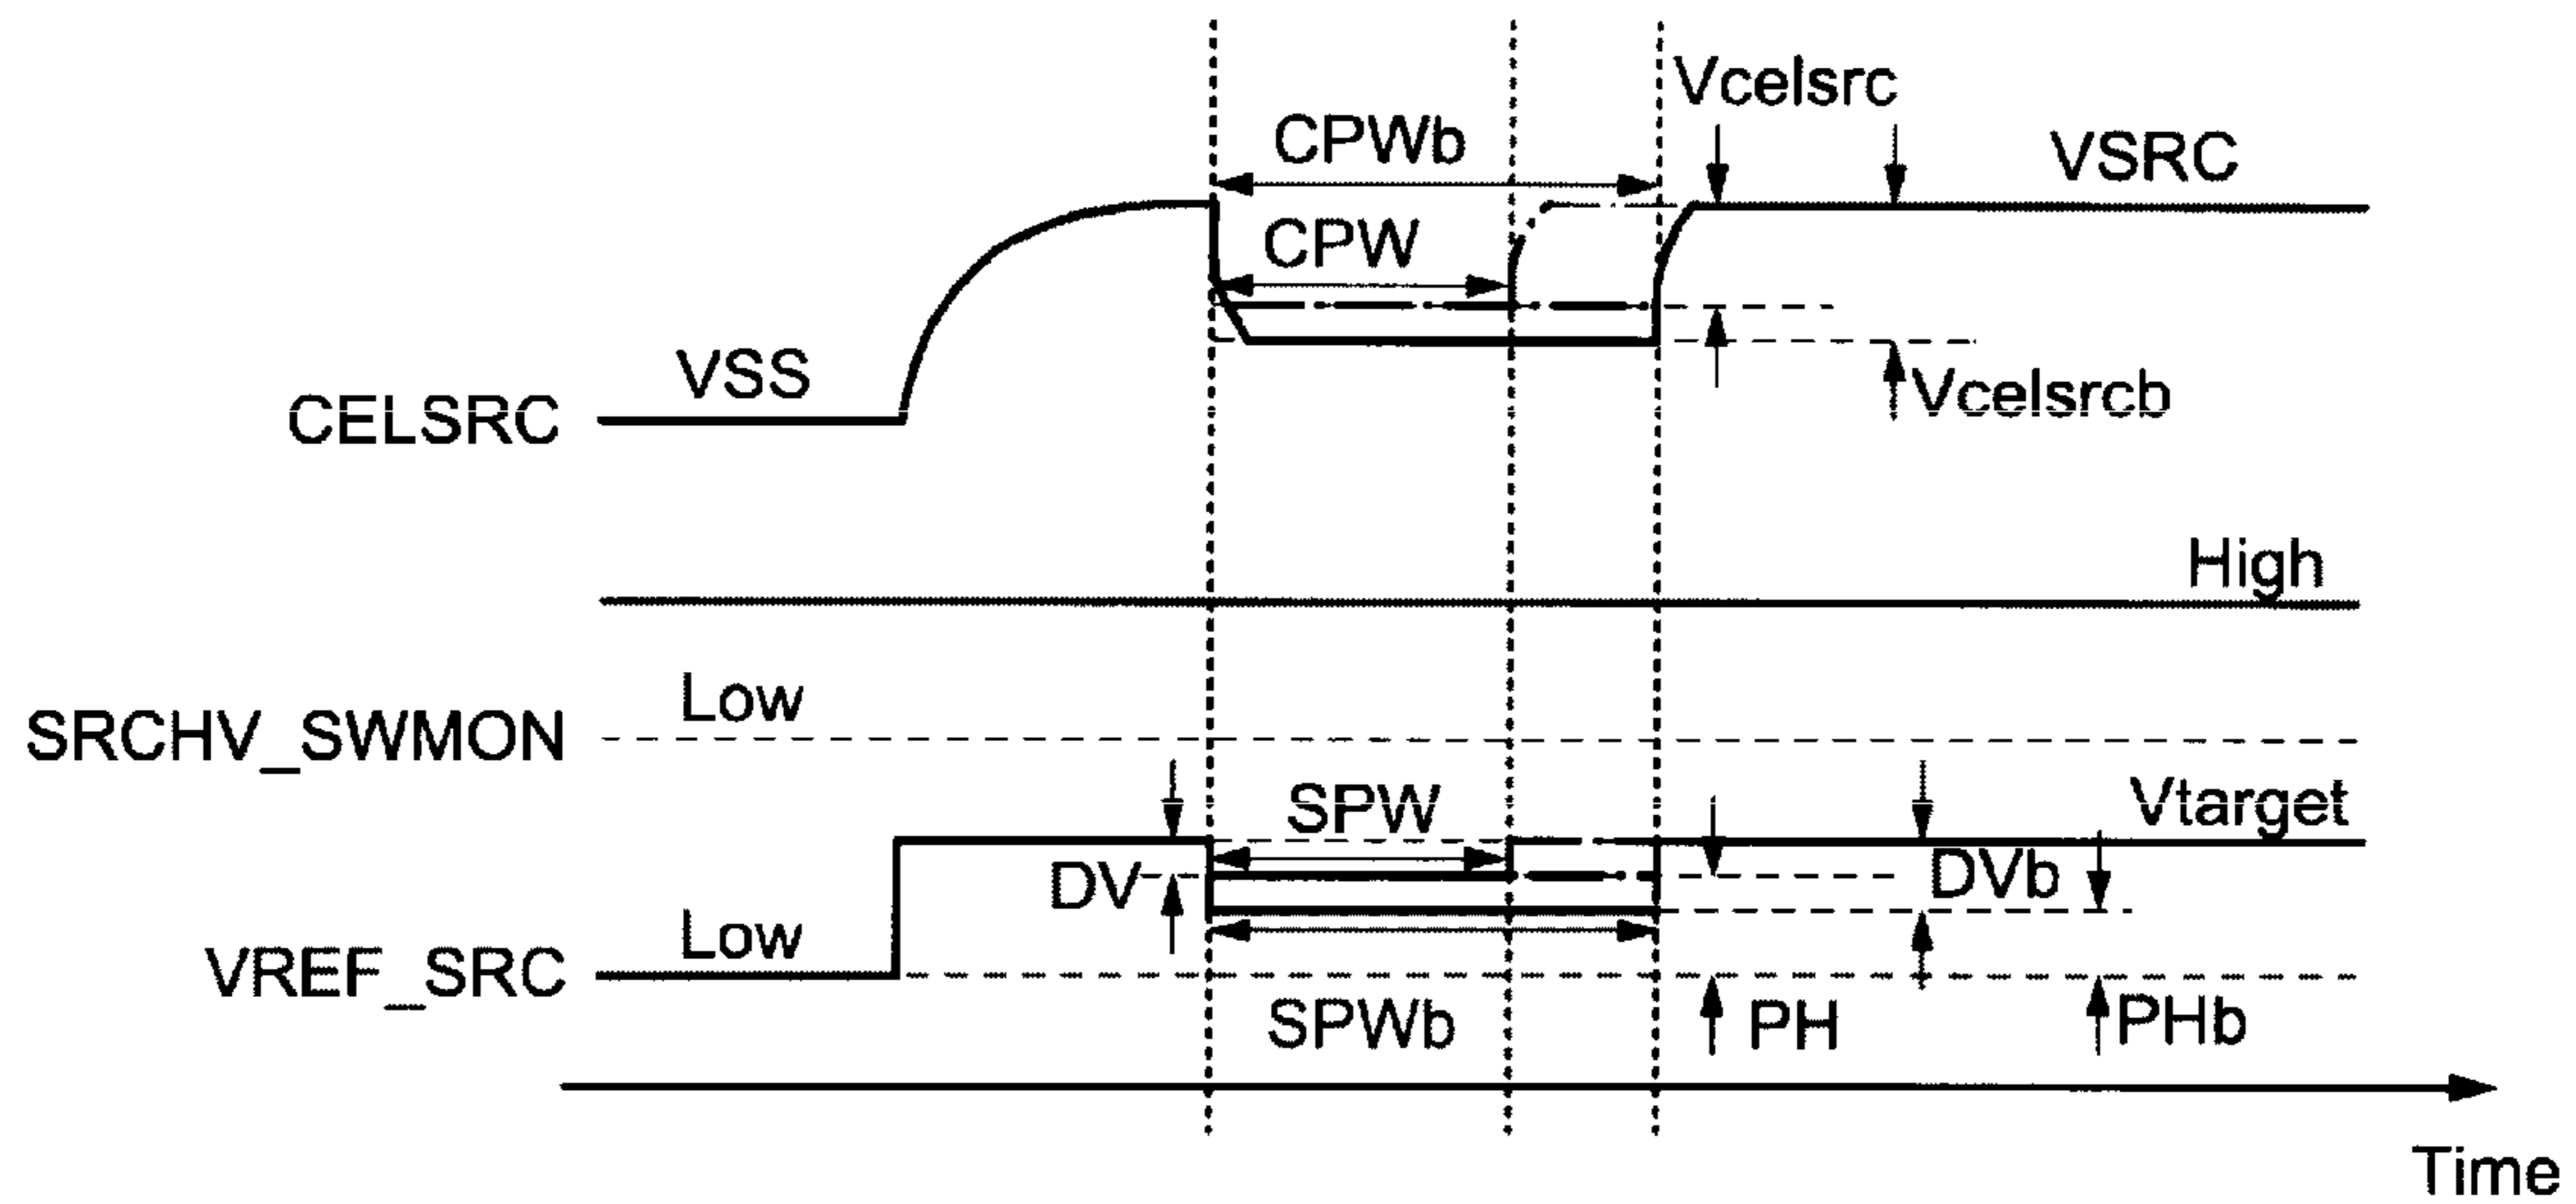 Vcelsrc
CPWb
VSRC
CPW
VSS
Vcelsrcb
CELSRC
High
Low
SRCHV_SWMON
SPW
Vtarget
DV
DVb
Low
VREF_SRC
SPWb
PH
PHb
Time